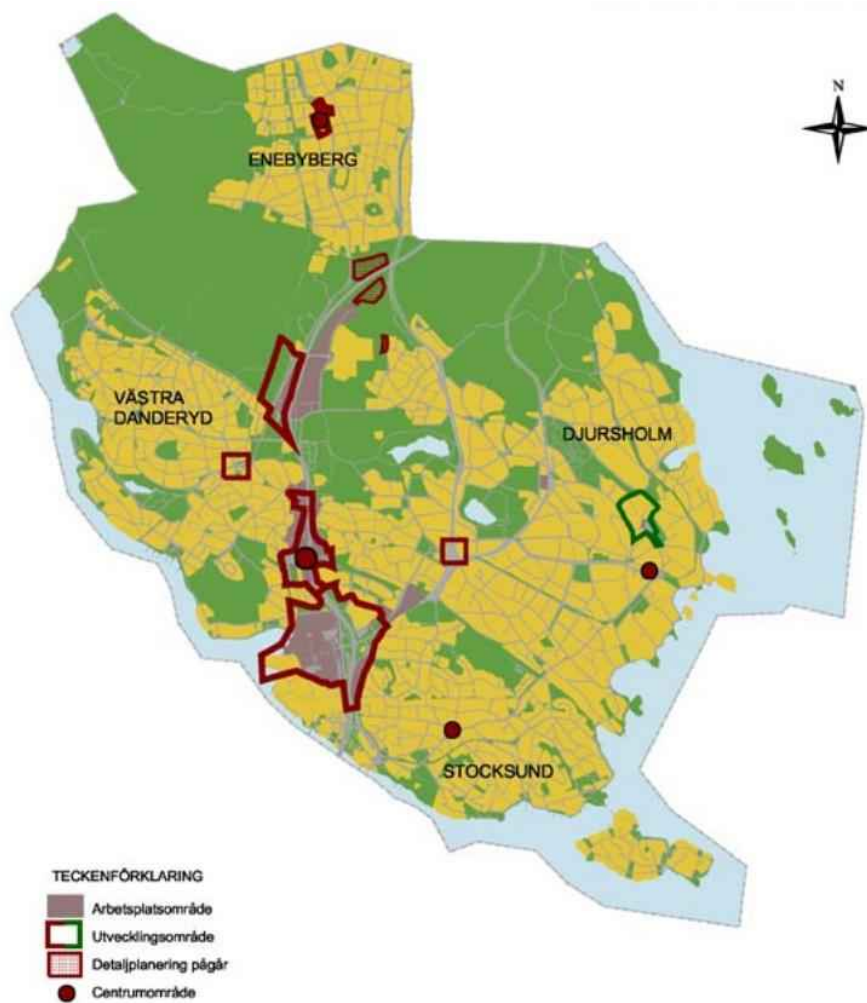 N
ENEBYBERG
VÄSTRA
DANDERYD
DJURSHOLM
STOCKSUND
TECKENFÖRKLARING
Arbetsplatsområde
Utvecklingsområde
Detaljplanering pågår
Centrumområde